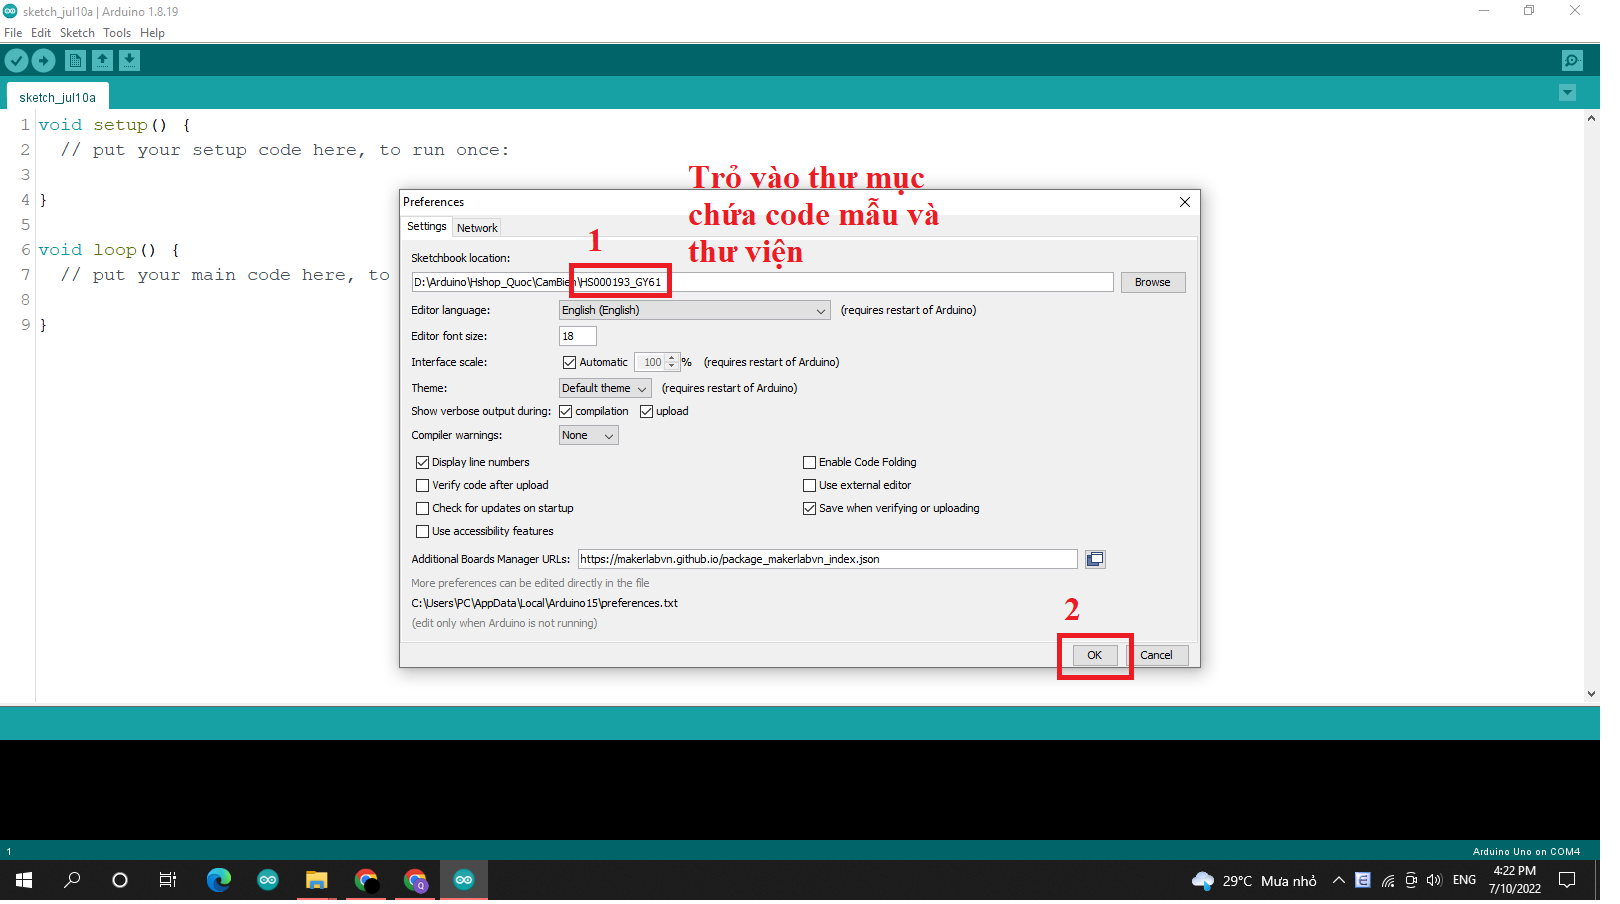 sketch_jul10a | Arduino 1.8.19
File Edit Sketch Tools Help
sketch_jul10a
1 void setup() {
2 // put your setup code here, to run once:
3
4 }
5
6 void loop() {
7 // put your main code here, to
8
9 }
Trỏ vào thư mục
chứa code mẫu và
thư viện
Preferences
Settings Network
1
Sketchbook location:
D:\Arduino\Hshop_Quoc\CamBien\HS000193_GY61 Browse
Editor language: English (English) (requires restart of Arduino)
Editor font size: 18
Interface scale: Automatic 100 % (requires restart of Arduino)
Theme: Default theme (requires restart of Arduino)
Show verbose output during: compilation upload
Compiler warnings: None
Display line numbers Enable Code Folding
Verify code after upload Use external editor
Check for updates on startup Save when verifying or uploading
Use accessibility features
Additional Boards Manager URLs: https://makerlabvn.github.io/package_makerlabvn_index.json
More preferences can be edited directly in the file
C:\Users\PC\AppData\Local\Arduino15\preferences.txt
(edit only when Arduino is not running)
2
OK Cancel
1 Arduino Uno on COM4
29°C Mưa nhỏ ENG 4:22 PM
7/10/2022